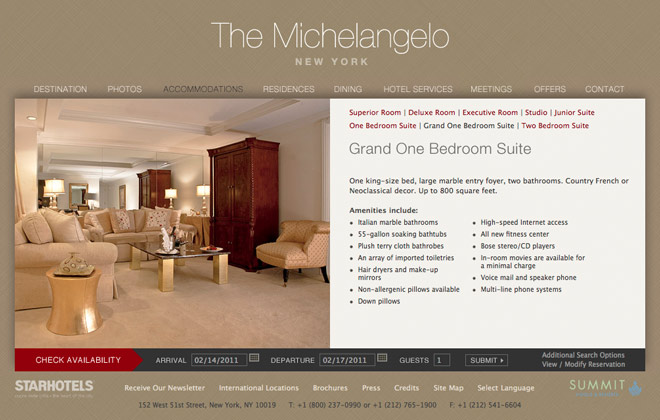 The Michelangelo
NEW YORK
DESTINATION PHOTOS ACCOMMODATIONS RESIDENCES DINING HOTEL SERVICES MEETINGS OFFERS CONTACT
Superior Room | Deluxe Room | Executive Room | Studio | Junior Suite
One Bedroom Suite | Grand One Bedroom Suite | Two Bedroom Suite
Grand One Bedroom Suite
One king-size bed, large marble entry foyer, two bathrooms. Country French or
Neoclassical decor. Up to 800 square feet.
Amenities include:
• Italian marble bathrooms
• 55-gallon soaking bathtubs
• Plush terry cloth bathrobes
• An array of imported toiletries
• Hair dryers and make-up
mirrors
• Non-allergenic pillows available
• Down pillows
• High-speed Internet access
• All new fitness center
• Bose stereo/CD players
• In-room movies are available for
a minimal charge
• Voice mail and speaker phone
• Multi-line phone systems
CHECK AVAILABILITY ARRIVAL 02/14/2011 DEPARTURE 02/17/2011 GUESTS 1 SUBMIT
Additional Search Options
View / Modify Reservation
STARHOTELS
Receive Our Newsletter International Locations Brochures Press Credits Site Map Select Language
SUMMIT
152 West 51st Street, New York, NY 10019 T: +1 (800) 237-0990 or +1 (212) 765-1900 F: +1 (212) 541-6604